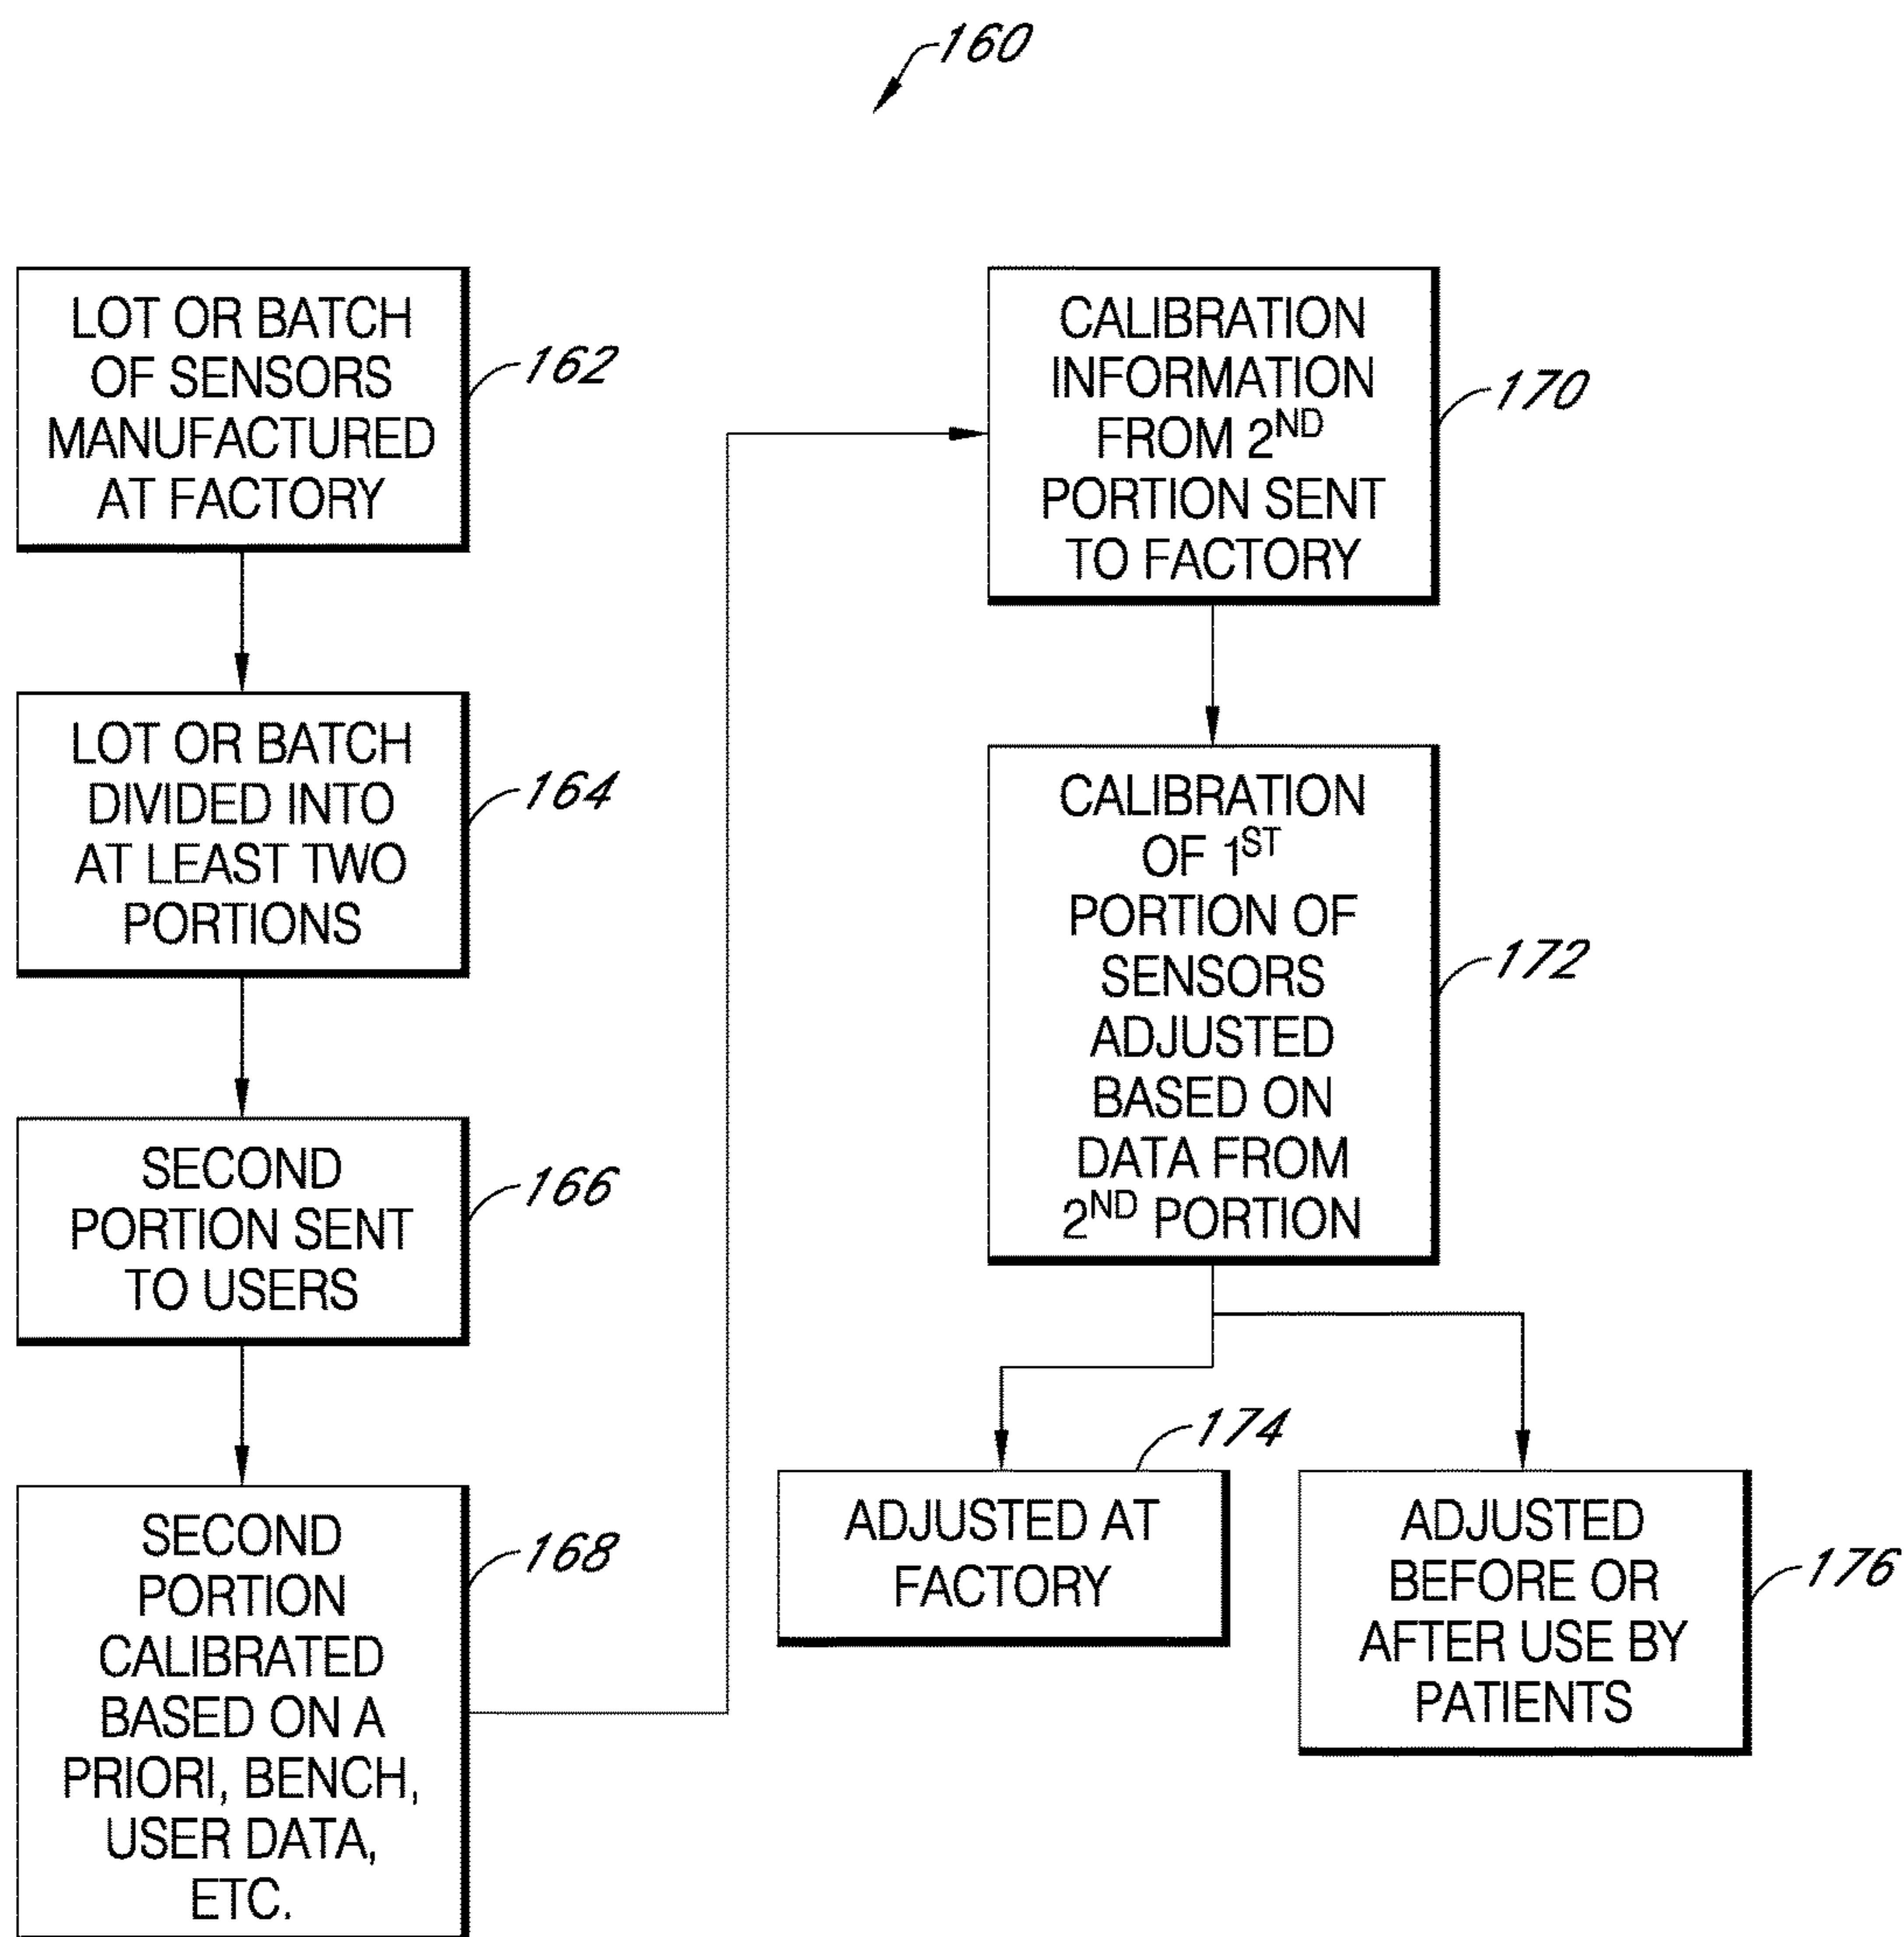 160
LOT OR BATCH
OF SENSORS
MANUFACTURED
AT FACTORY
162
LOT OR BATCH
DIVIDED INTO
AT LEAST TWO
PORTIONS
164
SECOND
PORTION SENT
TO USERS
166
SECOND
PORTION
CALIBRATED
BASED ON A
PRIORI, BENCH,
USER DATA,
ETC.
168
CALIBRATION
INFORMATION
FROM 2ND
PORTION SENT
TO FACTORY
170
CALIBRATION
OF 1ST
PORTION OF
SENSORS
ADJUSTED
BASED ON
DATA FROM
2ND PORTION
172
ADJUSTED AT
FACTORY
174
ADJUSTED
BEFORE OR
AFTER USE BY
PATIENTS
176